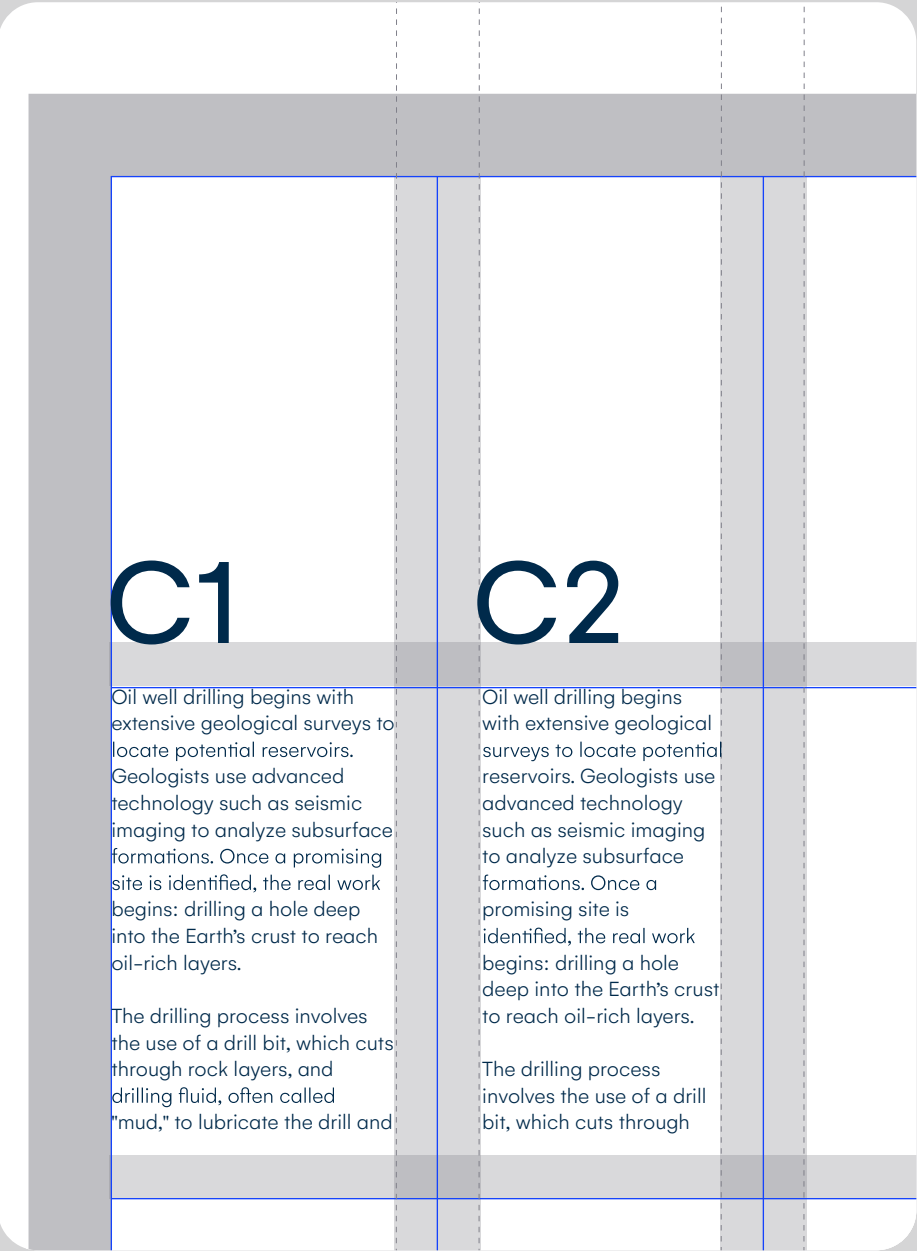 C1
Oil well drilling begins with
extensive geological surveys to
locate potential reservoirs.
Geologists use advanced
technology such as seismic
imaging to analyze subsurface
formations. Once a promising
site is identified, the real work
begins: drilling a hole deep
into the Earth’s crust to reach
oil-rich layers.
The drilling process involves
the use of a drill bit, which cuts
through rock layers, and
drilling fluid, often called
"mud," to lubricate the drill and
C2
Oil well drilling begins
with extensive geological
surveys to locate potential
reservoirs. Geologists use
advanced technology
such as seismic imaging
to analyze subsurface
formations. Once a
promising site is
identified, the real work
begins: drilling a hole
deep into the Earth’s crust
to reach oil-rich layers.
The drilling process
involves the use of a drill
bit, which cuts through